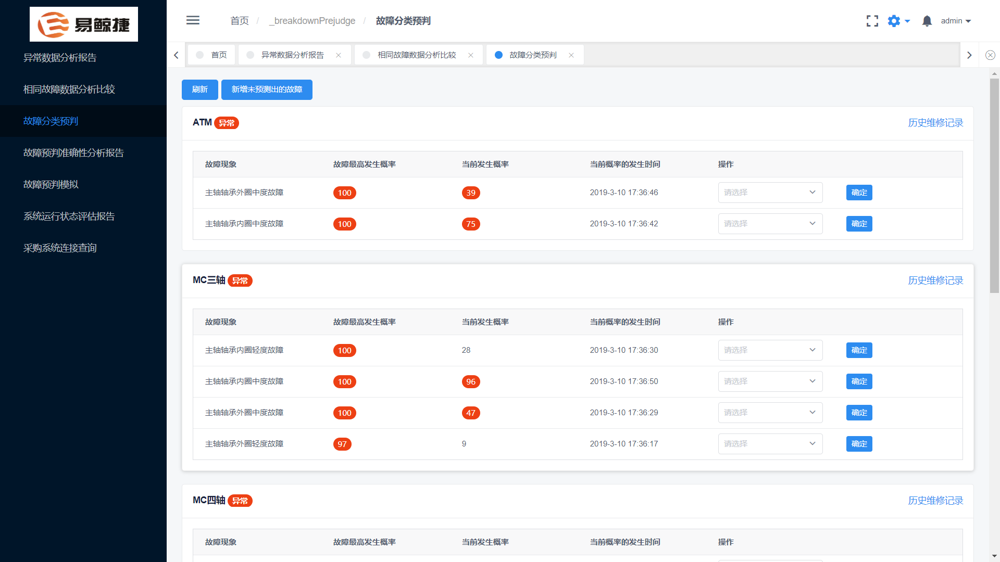 易鲸捷
异常数据分析报告
相同故障数据分析比较
故障分类预判
故障预判准确性分析报告
故障预判模拟
系统运行状态评估报告
采购系统连接查询
首页 / _breakdownPrejudge / 故障分类预判
admin
首页 异常数据分析报告 相同故障数据分析比较 故障分类预判
刷新 新增未预测出的故障
ATM 异常 历史维修记录
故障现象 故障最高发生概率 当前发生概率 当前概率的发生时间 操作
主轴轴承外圈中度故障 100 39 2019-3-10 17:36:46 请选择 确定
主轴轴承内圈中度故障 100 75 2019-3-10 17:36:42 请选择 确定
MC三轴 异常 历史维修记录
故障现象 故障最高发生概率 当前发生概率 当前概率的发生时间 操作
主轴轴承内圈轻度故障 100 28 2019-3-10 17:36:30 请选择 确定
主轴轴承内圈中度故障 100 96 2019-3-10 17:36:50 请选择 确定
主轴轴承外圈中度故障 100 47 2019-3-10 17:36:29 请选择 确定
主轴轴承外圈轻度故障 97 9 2019-3-10 17:36:17 请选择 确定
MC四轴 异常 历史维修记录
故障现象 故障最高发生概率 当前发生概率 当前概率的发生时间 操作